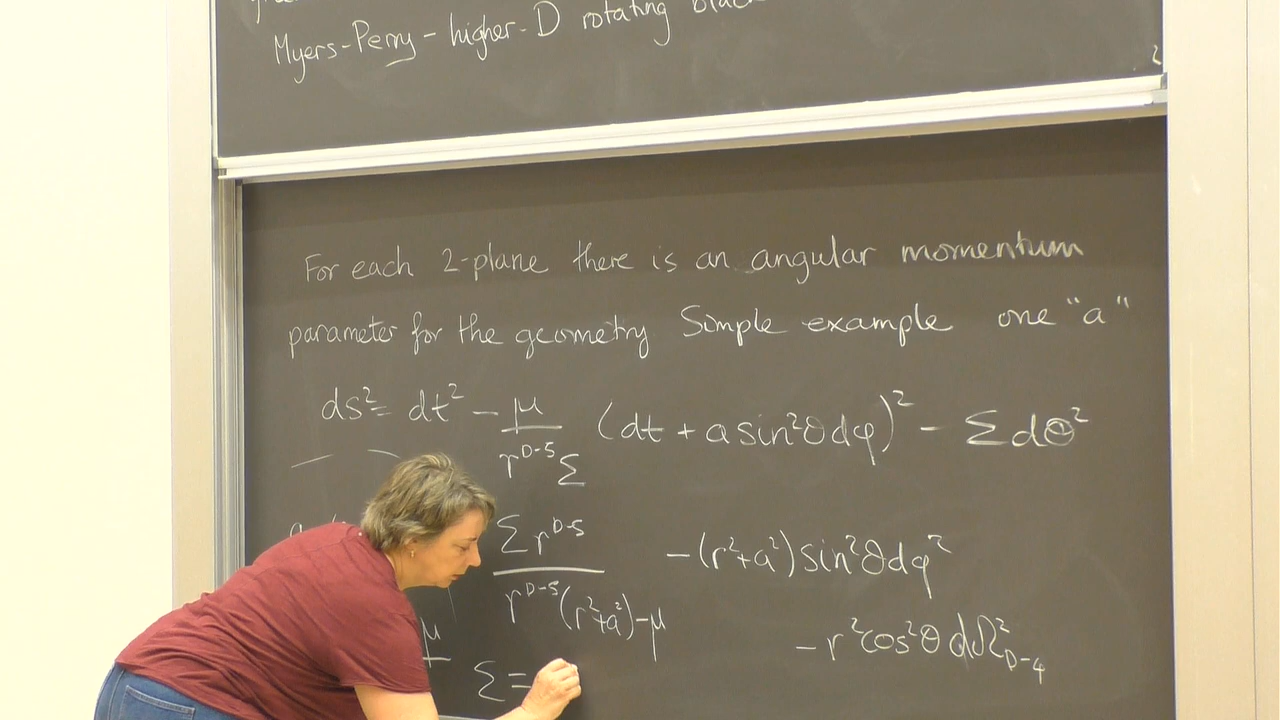 Myers-Perry - higher-D rotating
For each 2-plane there is an angular momentum
parameter for the geometry Simple example one "a"
ds² = dt² - μ/(r^{D-5} Σ) (dt + a sin²θ dφ)² - Σ dθ²
Σ r^{D-5}/(r^{D-5}(r²+a²)-μ) -(r²+a²) sin²θ dφ²
-r² cos²θ dΩ²_{D-4}
μ
Σ =